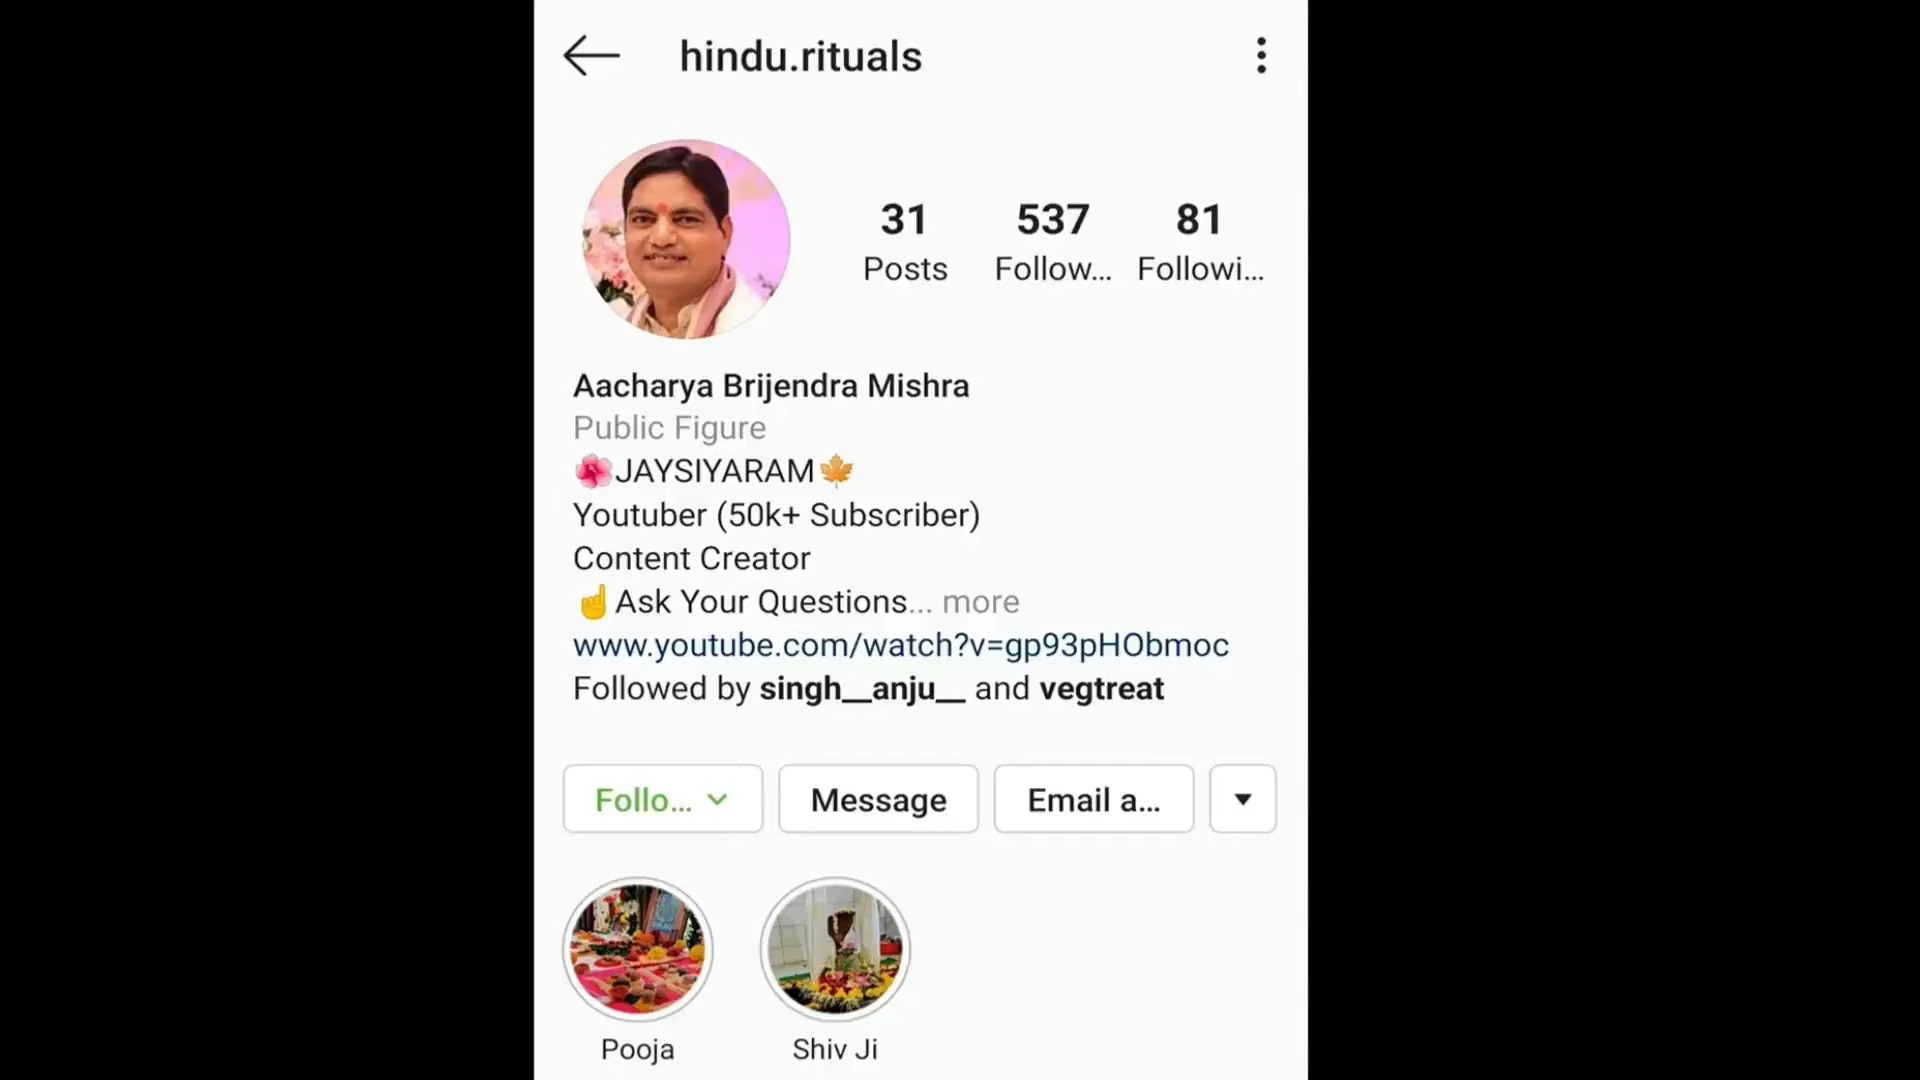 hindu.rituals
31 537 81
Posts Follow... Followi...
Aacharya Brijendra Mishra
Public Figure
🌺JAYSIYARAM🍁
Youtuber (50k+ Subscriber)
Content Creator
☝Ask Your Questions... more
www.youtube.com/watch?v=gp93pHObmoc
Followed by singh__anju__ and vegtreat
Follo... Message Email a...
Pooja Shiv Ji